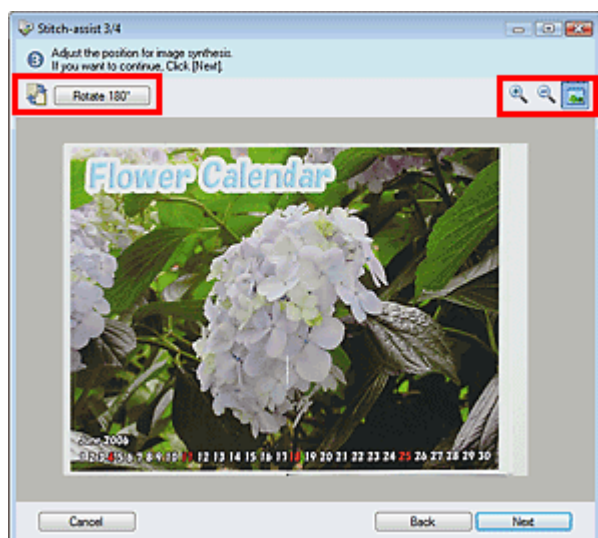 Stitch-assist 3/4
3 Adjust the position for image synthesis.
If you want to continue, Click [Next].
Rotate 180°
Flower Calendar
June 2006
1 2 3 4 5 6 7 8 9 10 11 12 13 14 15 16 17 18 19 20 21 22 23 24 25 26 27 28 29 30
Cancel Back Next